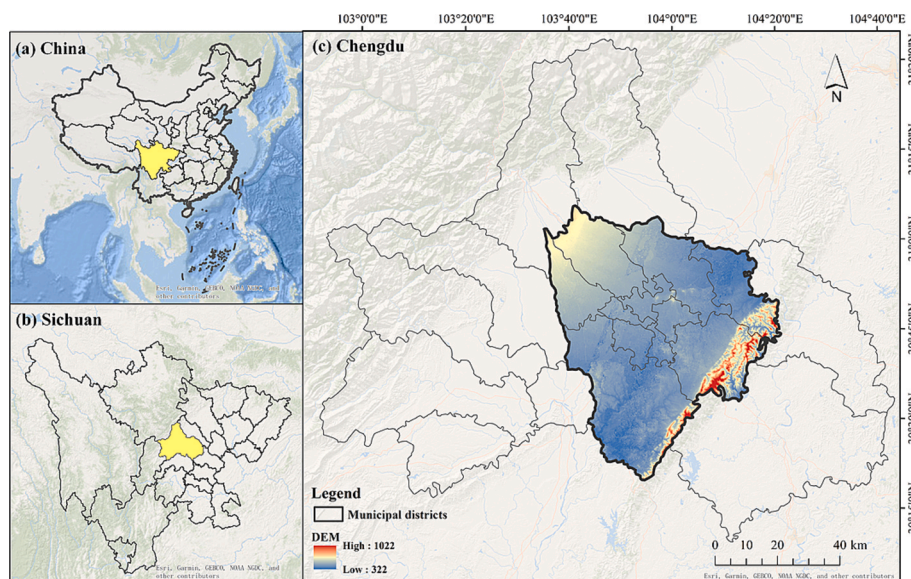 103°0'0"E 103°20'0"E 103°40'0"E 104°0'0"E 104°20'0"E 104°40'0"E
(a) China
Esri, Garmin, GEBCO, NOAA NGDC, and
other contributors
(b) Sichuan
Esri, Garmin, GEBCO, NOAA NGDC, and
other contributors
(c) Chengdu
N
Legend
Municipal districts
DEM
High : 1022
Low : 322
0 10 20 40 km
Esri, Garmin, GEBCO, NOAA NGDC, and other contributors